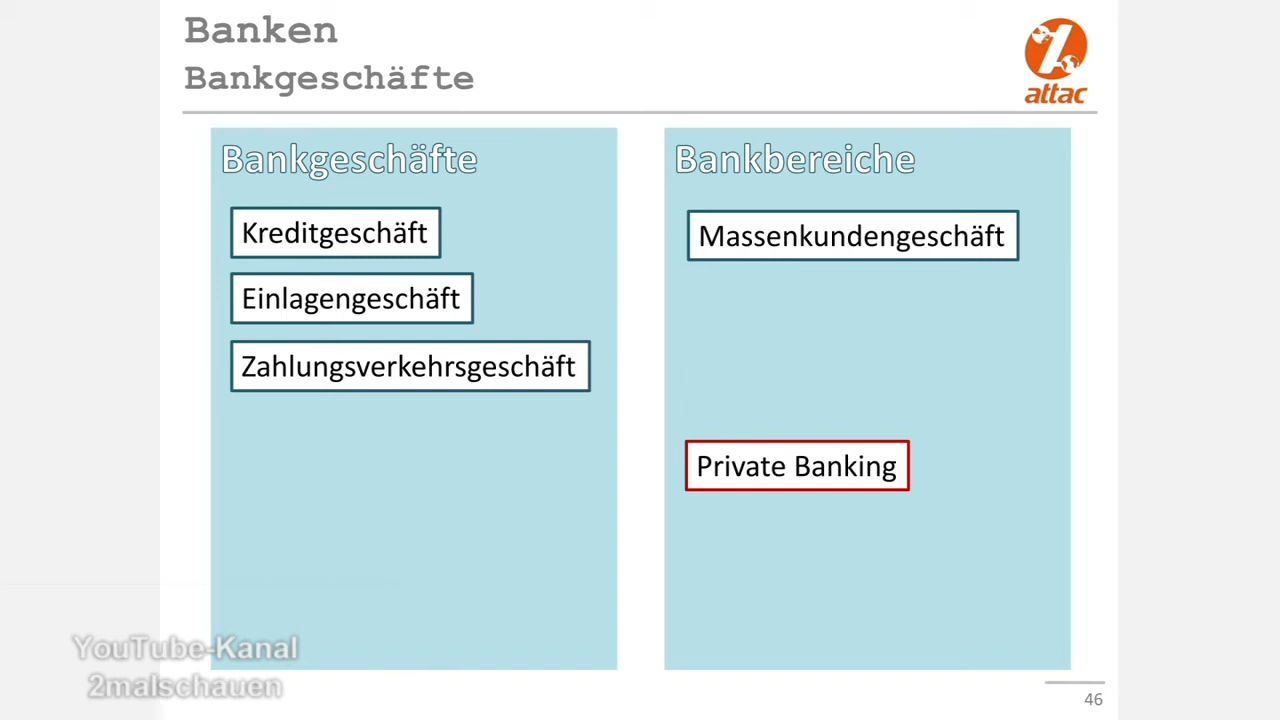 Banken
Bankgeschäfte
attac
Bankgeschäfte
Kreditgeschäft
Einlagengeschäft
Zahlungsverkehrsgeschäft
Bankbereiche
Massenkundengeschäft
Private Banking
YouTube-Kanal
2malschauen
46